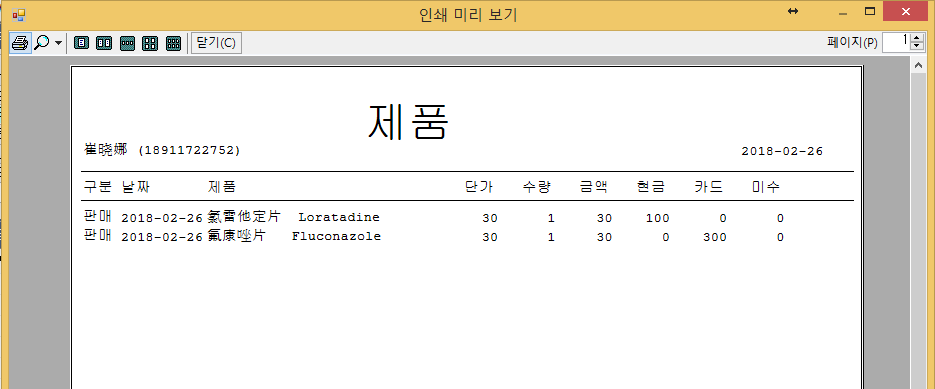 인쇄 미리 보기
닫기(C) 페이지(P) 1
제품
崔晓娜 (18911722752) 2018-02-26
구분 날짜 제품 단가 수량 금액 현금 카드 미수
판매 2018-02-26 氯雷他定片 Loratadine 30 1 30 100 0 0
판매 2018-02-26 氟康唑片 Fluconazole 30 1 30 0 300 0